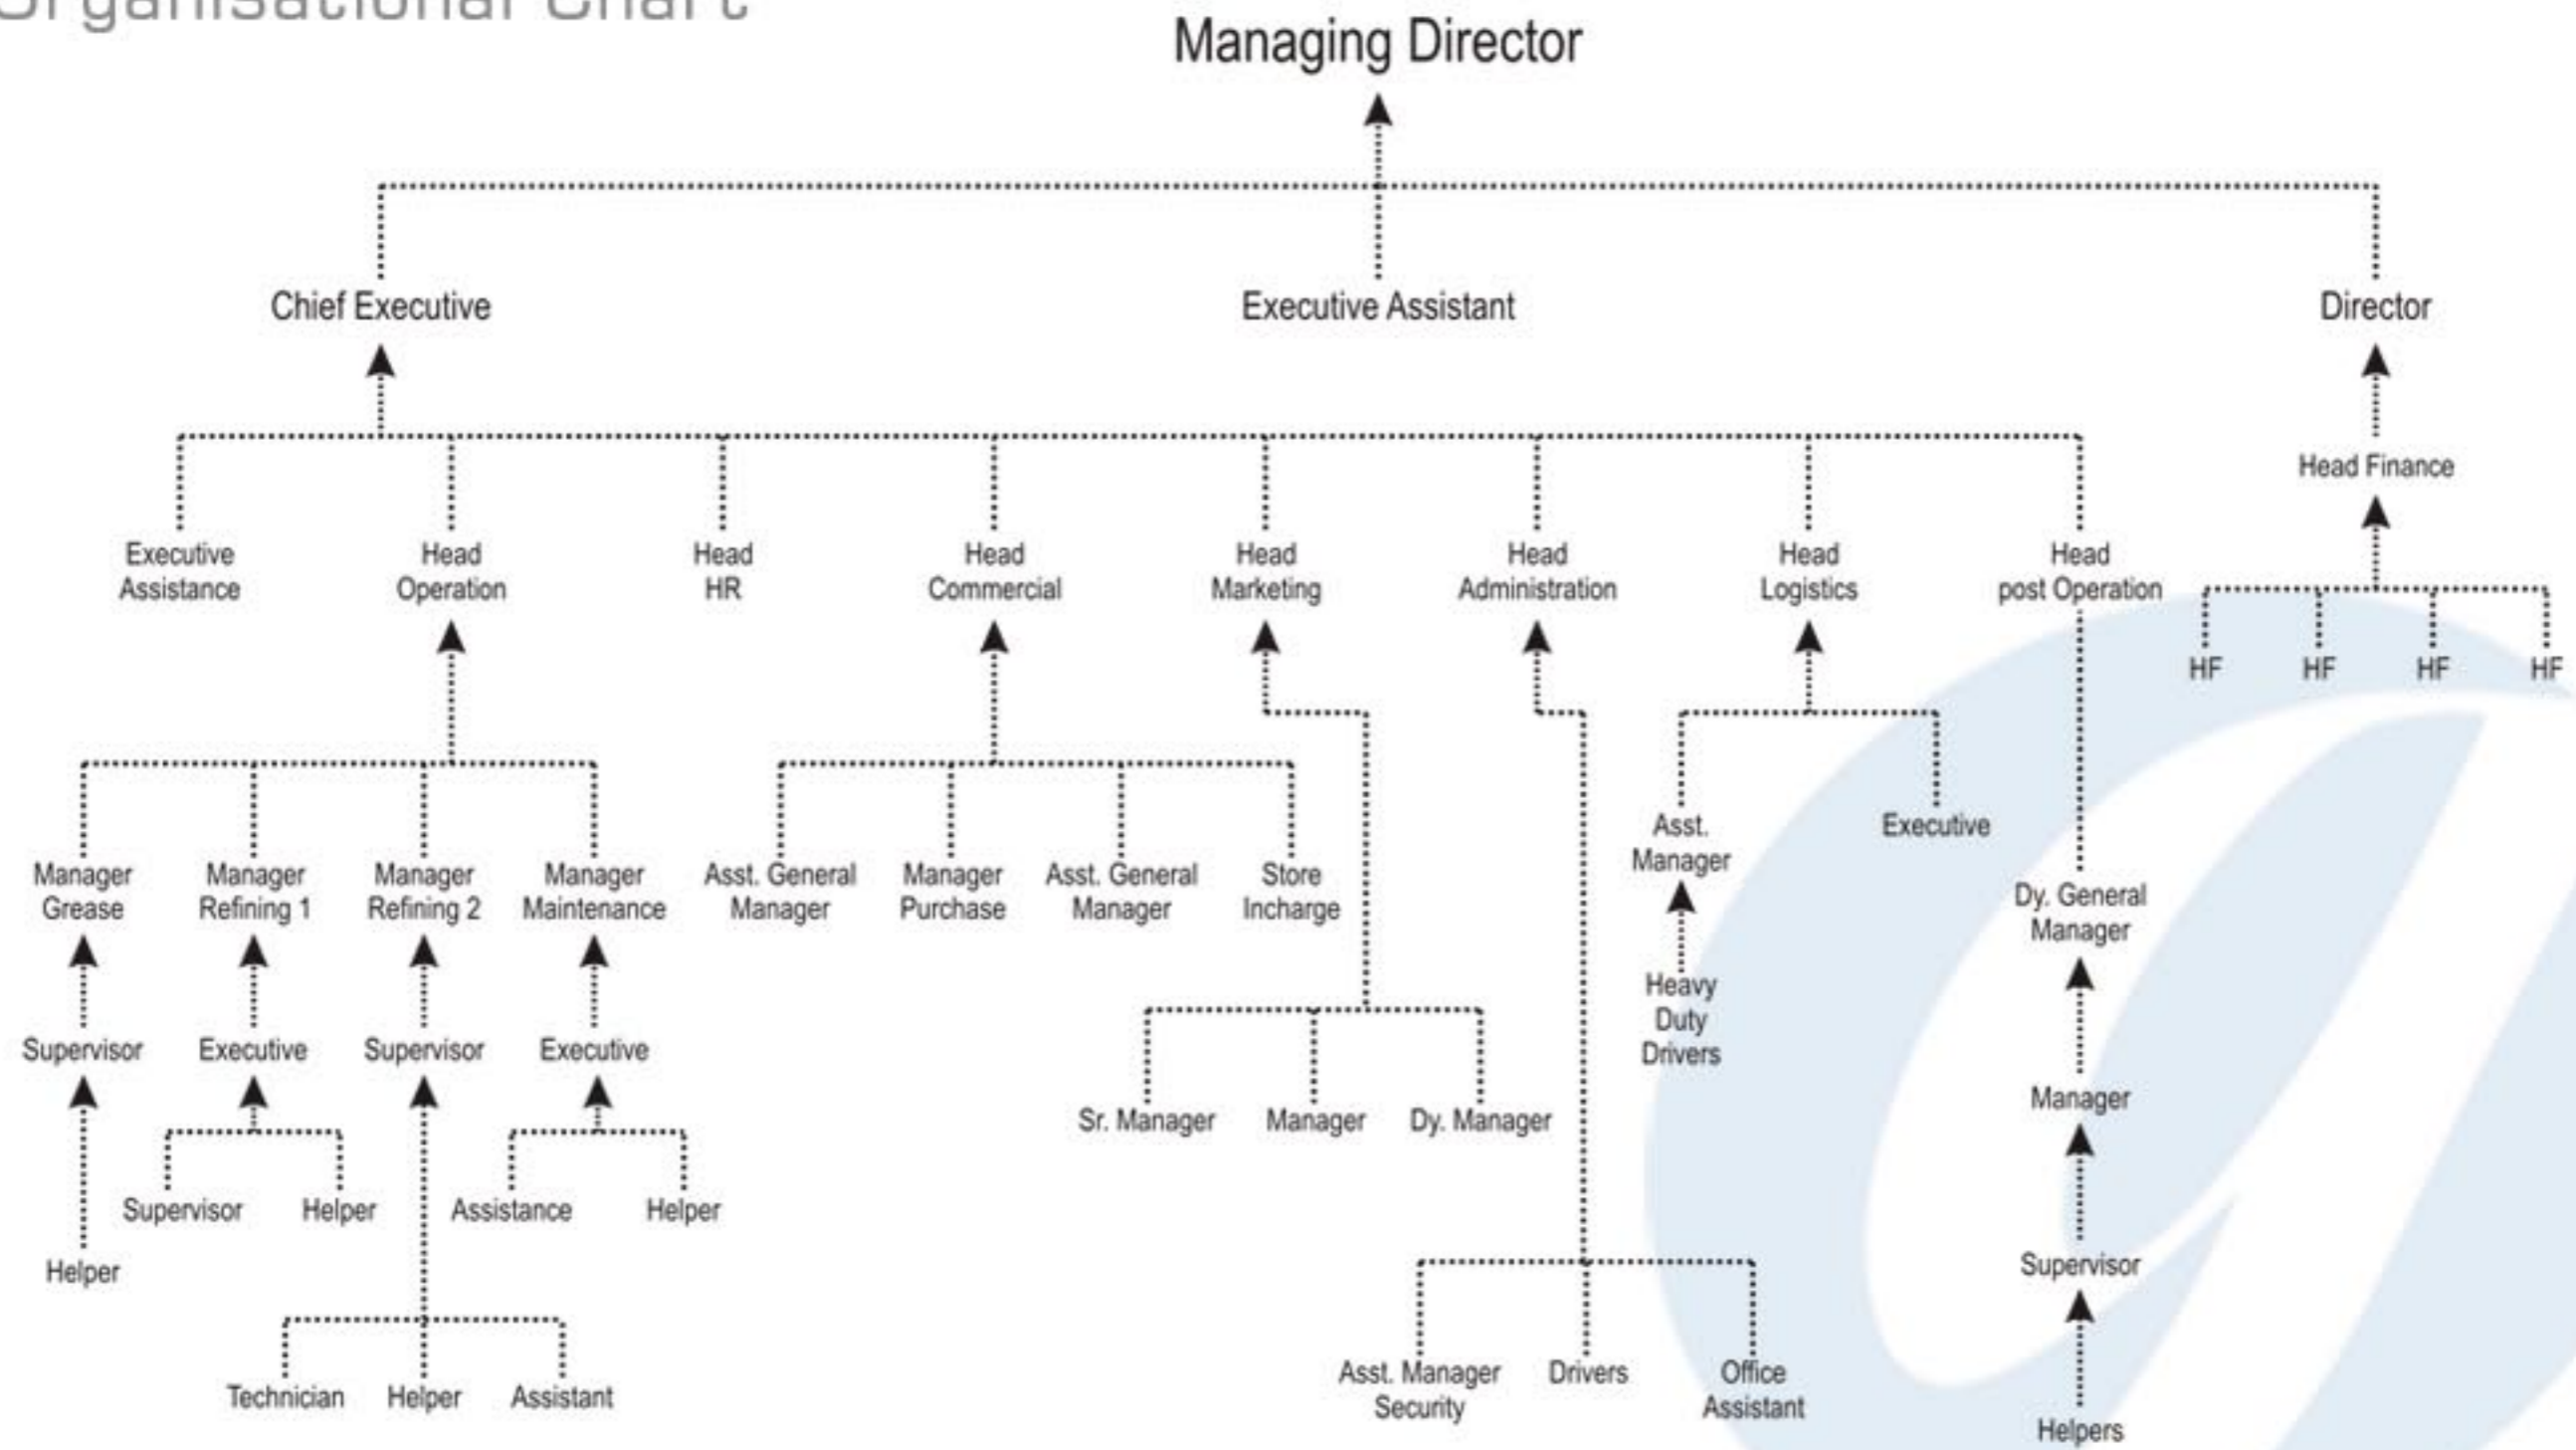 Organisational Chart
Managing Director
Chief Executive
Executive Assistant
Director
Head Finance
Executive
Assistance
Head
Operation
Head
HR
Head
Commercial
Head
Marketing
Head
Administration
Head
Logistics
Head
post Operation
HF
HF
HF
HF
Manager
Grease
Manager
Refining 1
Manager
Refining 2
Manager
Maintenance
Asst. General
Manager
Manager
Purchase
Asst. General
Manager
Store
Incharge
Asst.
Manager
Executive
Dy. General
Manager
Heavy
Duty
Drivers
Supervisor
Executive
Supervisor
Executive
Sr. Manager
Manager
Dy. Manager
Manager
Supervisor
Helper
Assistance
Helper
Helper
Supervisor
Technician
Helper
Assistant
Asst. Manager
Security
Drivers
Office
Assistant
Helpers